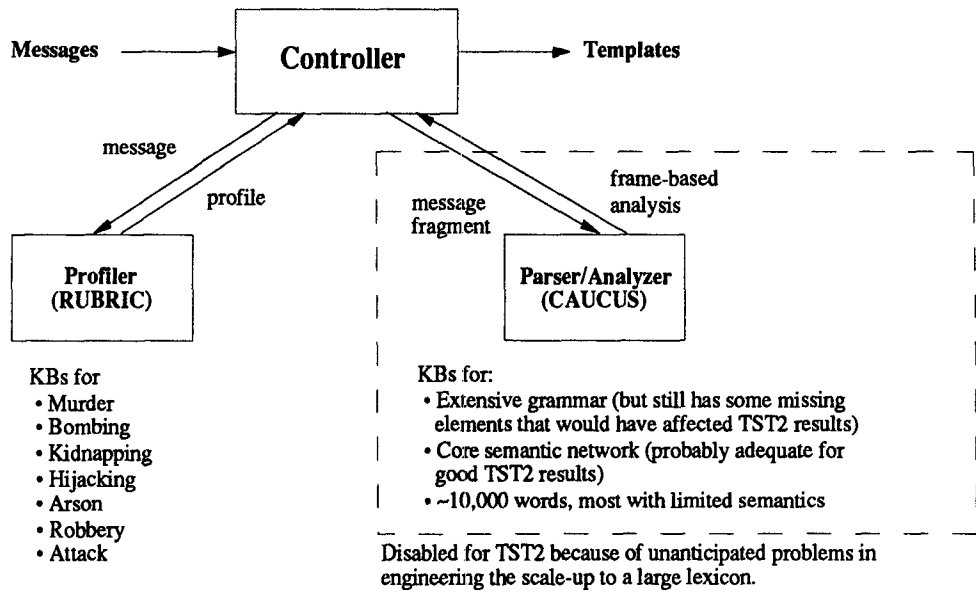 Messages
Controller
Templates
message
profile
message
fragment
frame-based
analysis
Profiler
(RUBRIC)
Parser/Analyzer
(CAUCUS)
KBs for
• Murder
• Bombing
• Kidnapping
• Hijacking
• Arson
• Robbery
• Attack
KBs for:
• Extensive grammar (but still has some missing
elements that would have affected TST2 results)
• Core semantic network (probably adequate for
good TST2 results)
• ~10,000 words, most with limited semantics
Disabled for TST2 because of unanticipated problems in
engineering the scale-up to a large lexicon.